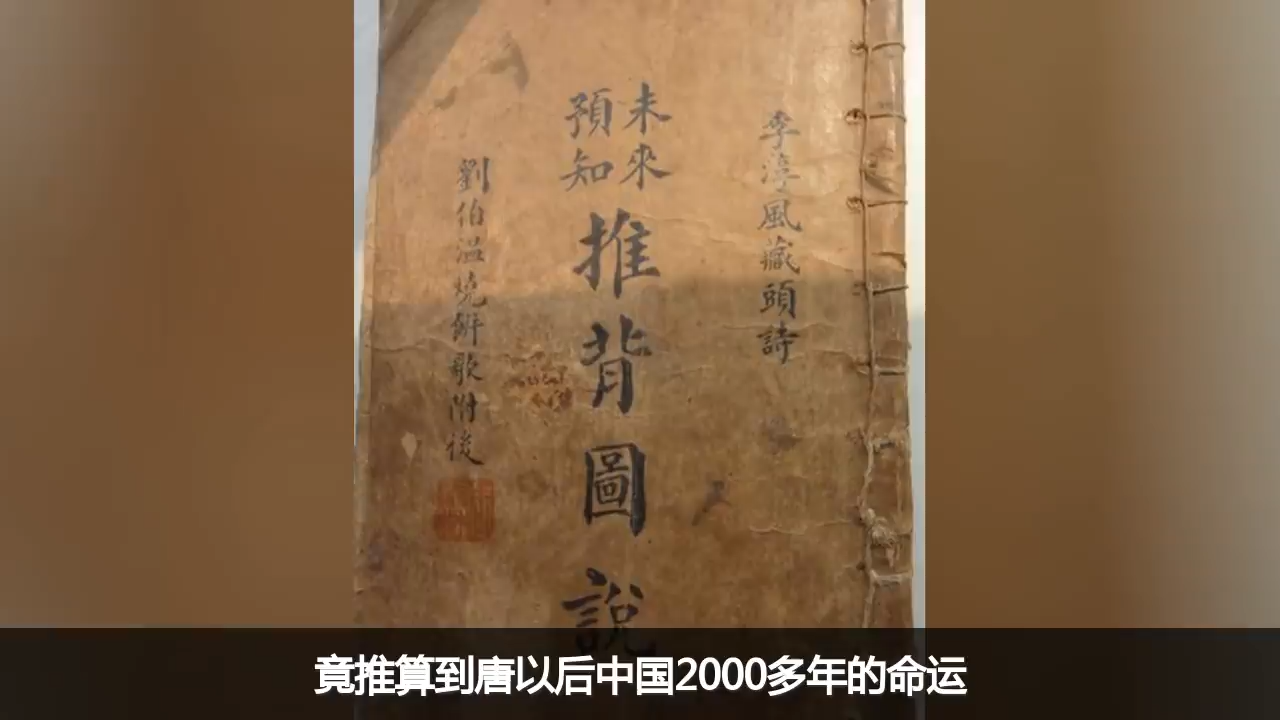 李淳風藏頭詩
未來
預知
推背圖說
劉伯温燒餅歌附後
竟推算到唐以后中国2000多年的命运